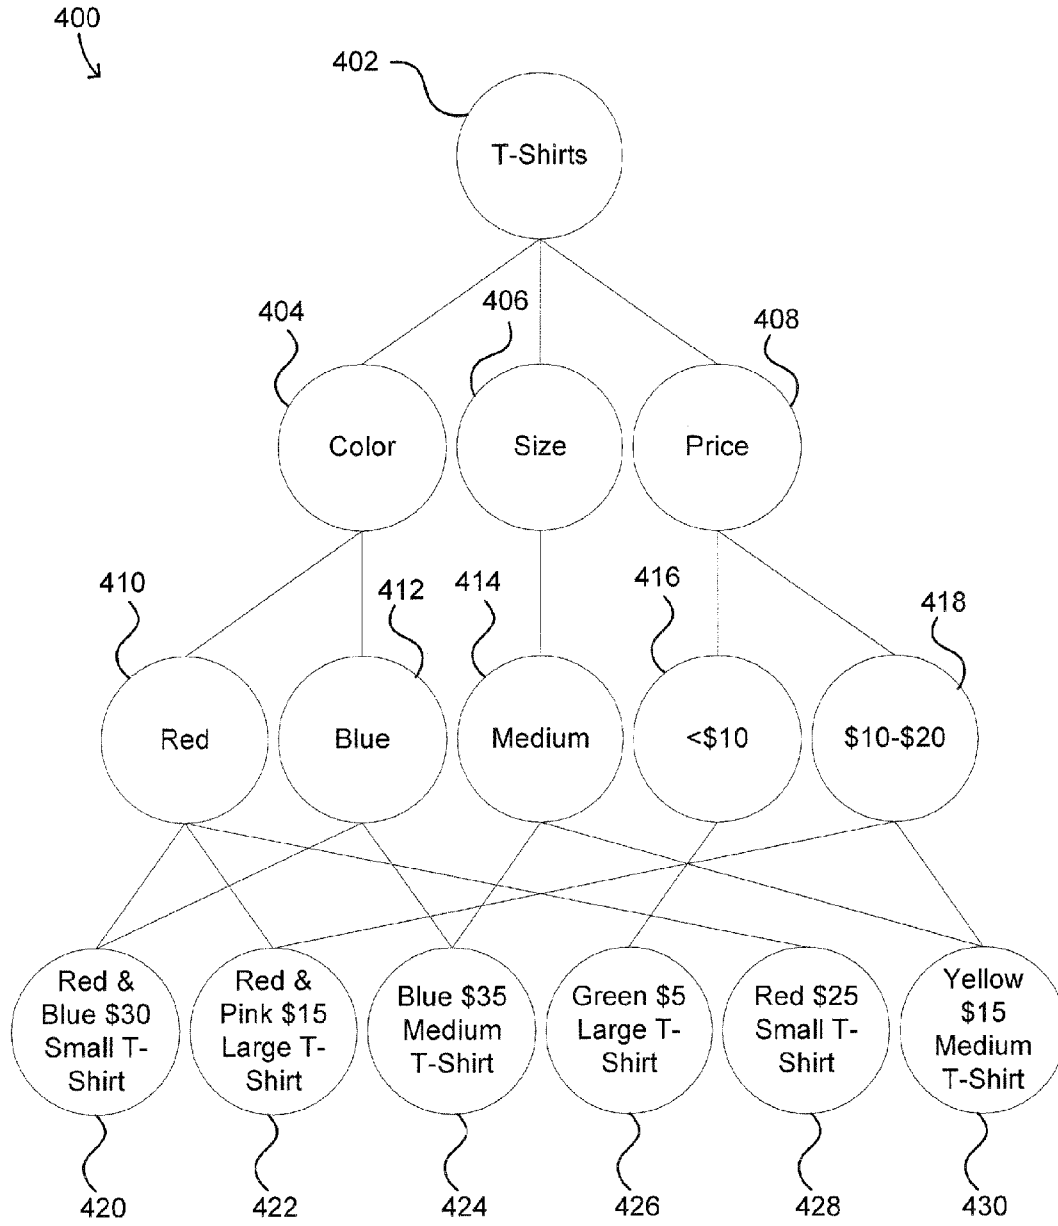 400
402
T-Shirts
404
406
408
Color
Size
Price
410
412
414
416
418
Red
Blue
Medium
<$10
$10-$20
Red &
Blue $30
Small T-
Shirt
Red &
Pink $15
Large T-
Shirt
Blue $35
Medium
T-Shirt
Green $5
Large T-
Shirt
Red $25
Small T-
Shirt
Yellow
$15
Medium
T-Shirt
420
422
424
426
428
430